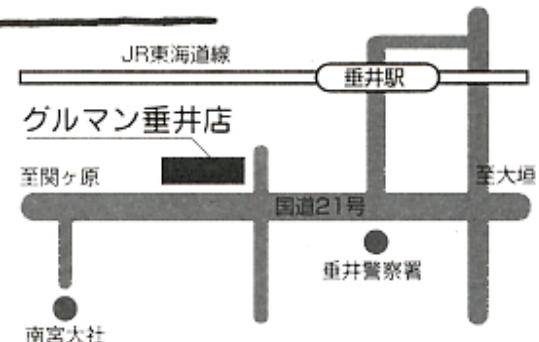 JR東海道線
垂井駅
グルマン垂井店
至関ヶ原
至大垣
国道21号
垂井警察署
南宮大社